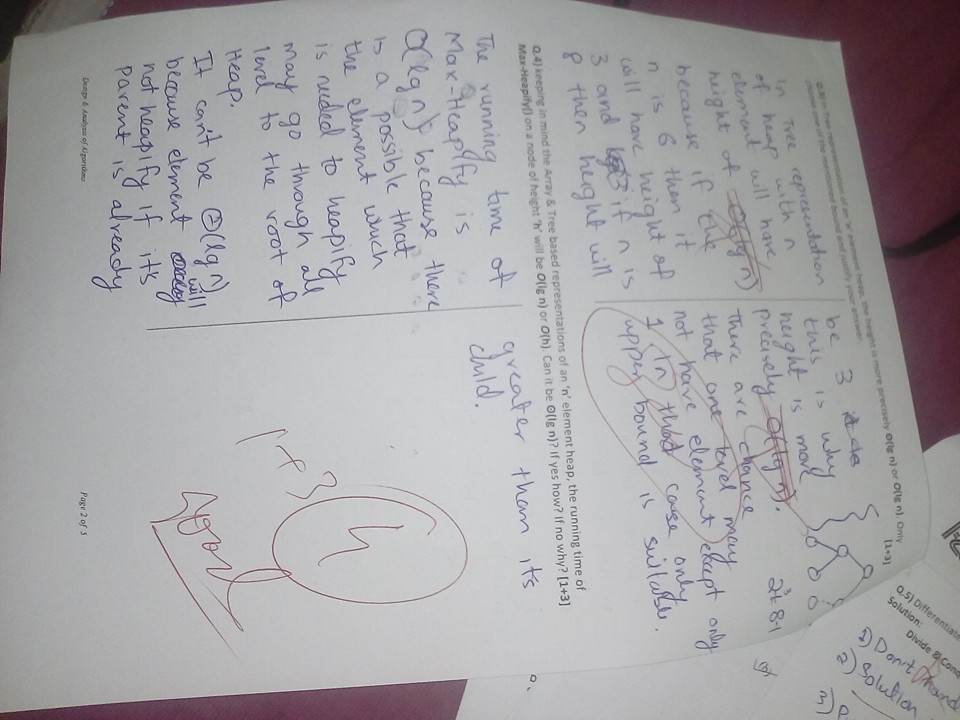 Q.3) In tree representation of an 'n' element heap, the height is more precisely Θ(lg n) or O(lg n). Only
choose one of the mentioned bound and justify your answer. [1+3]
In Tree representation
of heap with n
element will have
height of O(lg n)
because if the
n is 6 then it
will have height of
3 and if n is
8 then height will
be 3
this is why
height is more
precisely O(lg n).
There are chance
that one level may
not have element except only
1 in that cause only
upper bound is suitable.
2³ = 8-1
Q.4) keeping in mind the Array & Tree based representations of an 'n' element heap, the running time of
Max-Heapify() on a node of height 'h' will be O(lg n) or O(h). Can it be Θ(lg n)? If yes how? If no why? [1+3]
The running time of
Max-Heapify is
O(lg n) because there
is a possible that
the element which
is needed to heapify
may go through all
level to the root of
Heap.
It can't be Θ(lg n)
because element will
not heapify if it's
parent is already
greater than its
child.
1+3
4
Good
Design & Analysis of Algorithms
Page 2 of 5
Q.5) Differentiate
Solution:
Divide & Conq
1) Don't
2) Solution
3)